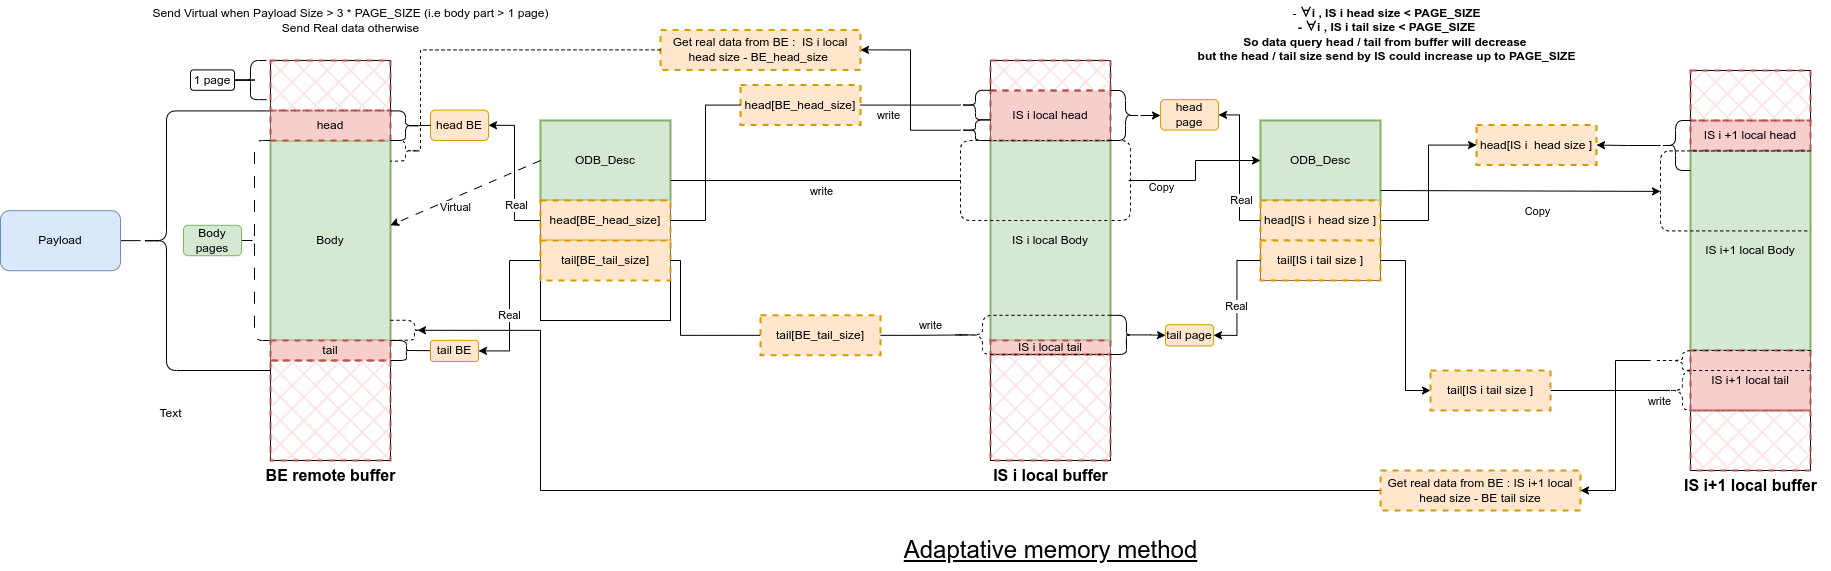 Send Virtual when Payload Size > 3 * PAGE_SIZE (i.e body part > 1 page)
Send Real data otherwise
- ∀i , IS i head size < PAGE_SIZE
- ∀i , IS i tail size < PAGE_SIZE
So data query head / tail from buffer will decrease
but the head / tail size send by IS could increase up to PAGE_SIZE
1 page
Payload
Body
pages
head
Body
tail
BE remote buffer
Text
head BE
tail BE
Virtual
Real
Real
ODB_Desc
head[BE_head_size]
tail[BE_tail_size]
Get real data from BE : IS i local
head size - BE_head_size
head[BE_head_size]
write
write
tail[BE_tail_size]
write
IS i local head
IS i local Body
IS i local tail
IS i local buffer
head
page
Copy
tail page
Real
Real
ODB_Desc
head[IS i head size ]
tail[IS i tail size ]
head[IS i head size ]
Copy
tail[IS i tail size ]
write
Get real data from BE : IS i+1 local
head size - BE tail size
IS i +1 local head
IS i+1 local Body
IS i+1 local tail
IS i+1 local buffer
Adaptative memory method